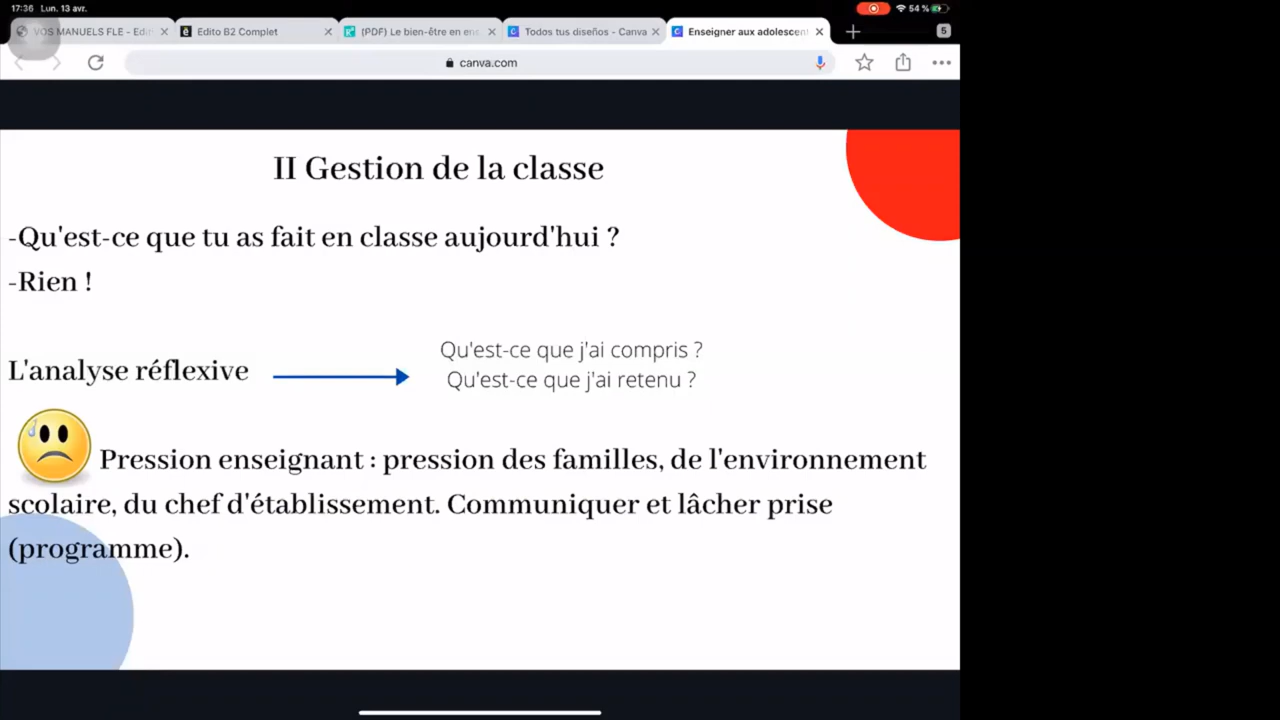 17:36 Lun. 13 avr.
54 %
VOS MANUELS FLE - Edi
Edito B2 Complet
(PDF) Le bien-être en en
Todos tus diseños - Canva
Enseigner aux adolescent
5
canva.com
II Gestion de la classe
-Qu'est-ce que tu as fait en classe aujourd'hui ?
-Rien !
Qu'est-ce que j'ai compris ?
L'analyse réflexive
Qu'est-ce que j'ai retenu ?
Pression enseignant : pression des familles, de l'environnement
scolaire, du chef d'établissement. Communiquer et lâcher prise
(programme).